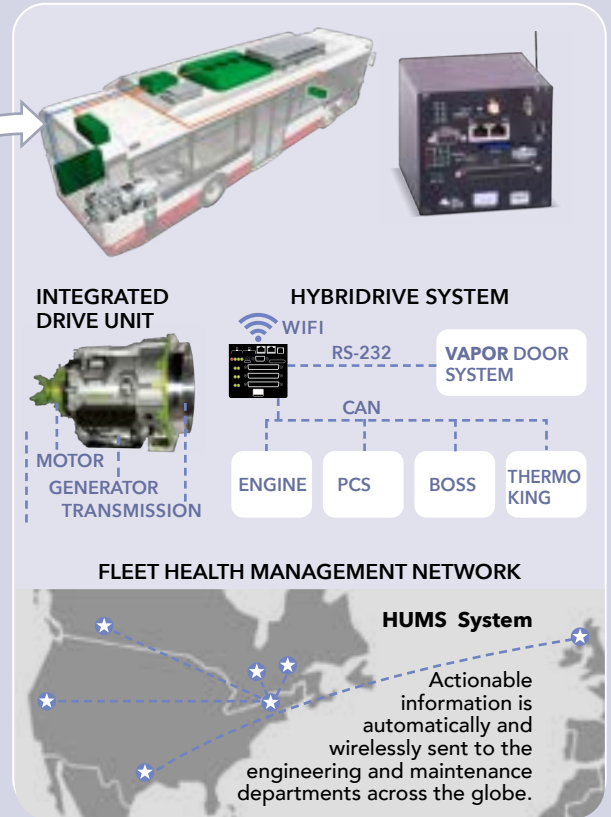 INTEGRATED
DRIVE UNIT
MOTOR
GENERATOR
TRANSMISSION
HYBRIDRIVE SYSTEM
WIFI
RS-232
VAPOR DOOR
SYSTEM
CAN
ENGINE
PCS
BOSS
THERMO
KING
FLEET HEALTH MANAGEMENT NETWORK
HUMS System
Actionable
information is
automatically and
wirelessly sent to the
engineering and maintenance
departments across the globe.